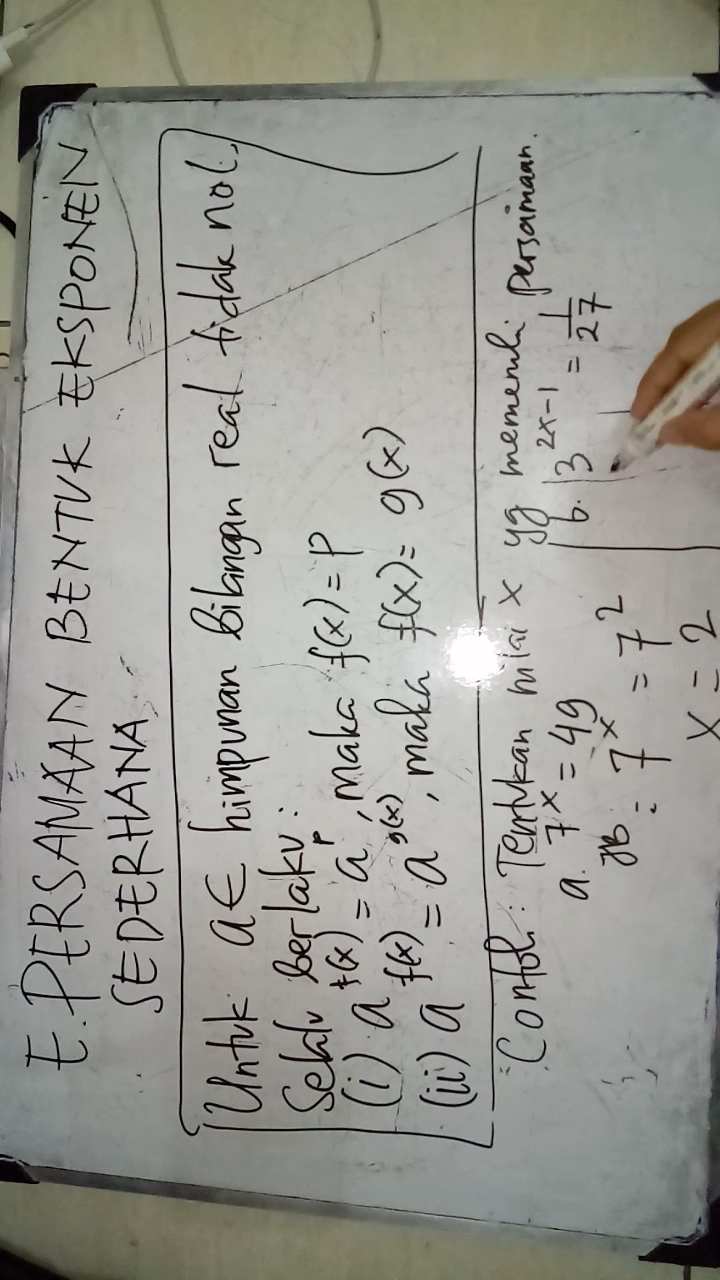 E. PERSAMAAN BENTUK EKSPONEN
SEDERHANA
Untuk a ∈ himpunan bilangan real tidak nol,
Selalu berlaku:
(i) a^f(x) = a^p, maka f(x) = P
(ii) a^f(x) = a^g(x), maka f(x) = g(x)
Contoh: Tentukan nilai x yg memenuhi persamaan.
a. 7^x = 49
JB = 7^x = 7^2
x = 2
b. 3^2x-1 = 1/27